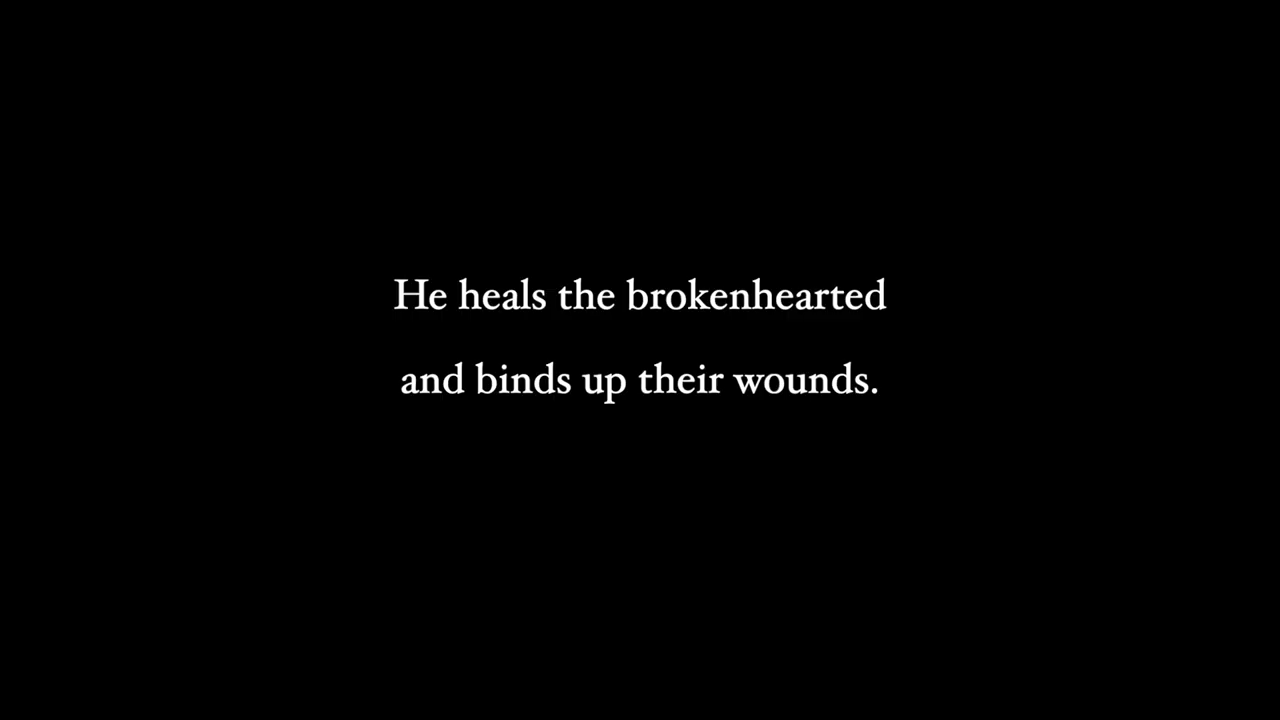 He heals the brokenhearted
and binds up their wounds.